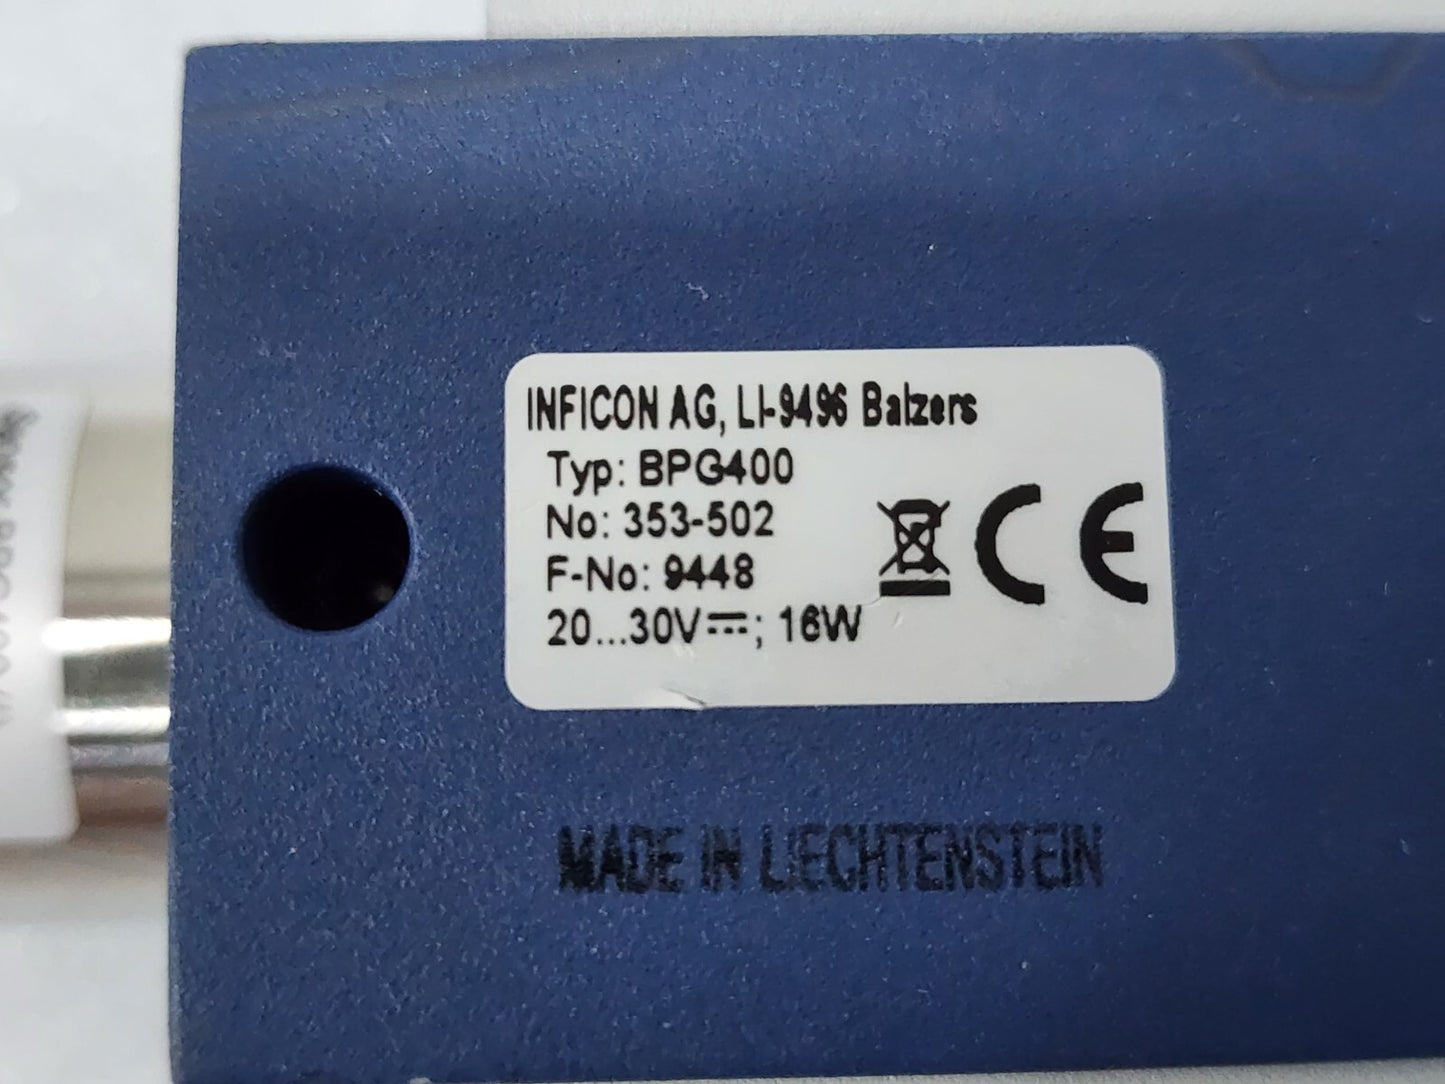 INFICON AG, LI-9496 Balzers
Typ: BPG400
No: 353-502
F-No: 9448
20...30V⎓; 16W
CE
MADE IN LIECHTENSTEIN